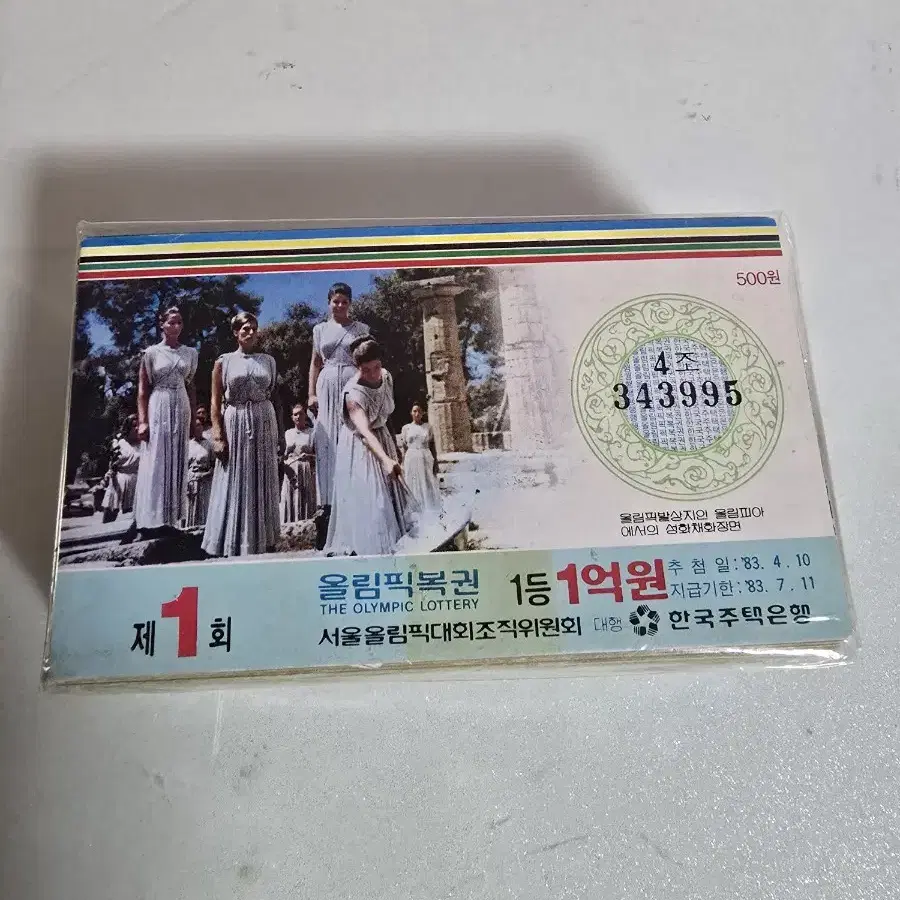 500원
4조
343995
올림픽발상지인 올림피아
에서의 성화채화장면
제1회
올림픽복권
THE OLYMPIC LOTTERY
1등 1억원
추첨일: '83. 4. 10
지급기한: '83. 7. 11
서울올림픽대회조직위원회 대행 한국주택은행